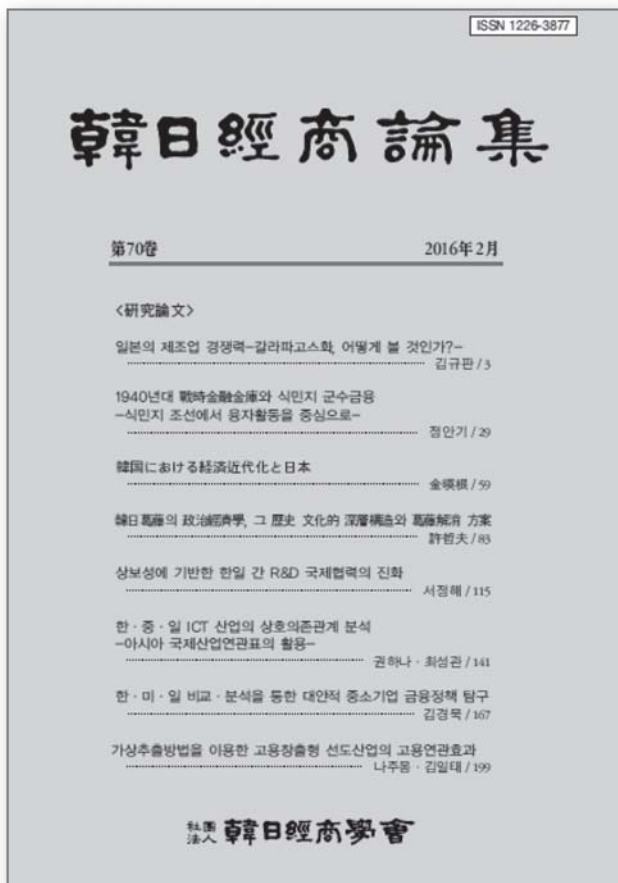 ISSN 1226-3877
韓日經商論集
第70卷 2016年 2月
<研究論文>
일본의 제조업 경쟁력-갈라파고스화, 어떻게 볼 것인가?-
김규판 / 3
1940년대 戰時金融金庫와 식민지 군수금융
-식민지 조선에서 융자활동을 중심으로-
정안기 / 29
韓国における経済近代化と日本
金暎根 / 59
韓日 葛藤의 政治經濟學, 그 歷史 文化的 深層構造와 葛藤解消 方案
許哲夫 / 83
상보성에 기반한 한일 간 R&D 국제협력의 진화
서정해 / 115
한·중·일 ICT 산업의 상호의존관계 분석
-아시아 국제산업연관표의 활용-
권하나·최성관 / 141
한·미·일 비교·분석을 통한 대안적 중소기업 금융정책 탐구
김경묵 / 167
가상추출방법을 이용한 고용창출형 선도산업의 고용연관효과
나주몽·김일태 / 199
社團法人 韓日經商學會